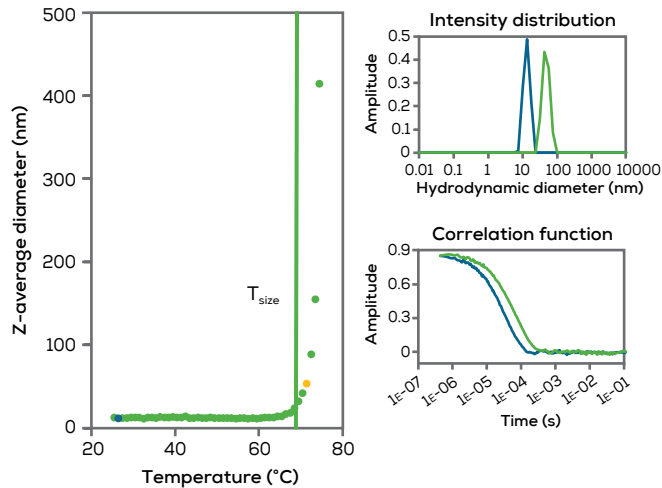 500
400
300
200
100
0
20
40
60
80
Z-average diameter (nm)
Temperature (°C)
Tsize
Intensity distribution
0.5
0.4
0.3
0.2
0.1
0
0.01
0.1
1
10
100
1000
10000
Amplitude
Hydrodynamic diameter (nm)
Correlation function
0.9
0.6
0.3
0
1e-07
1e-06
1e-05
1e-04
1e-03
1e-02
1e-01
Amplitude
Time (s)